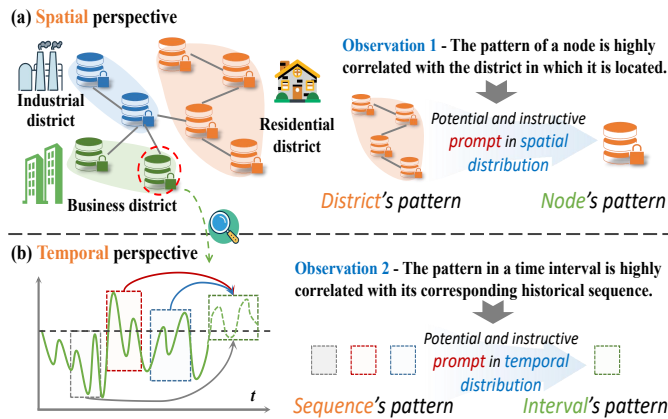 (a) Spatial perspective
Industrial
district
Residential
district
Business district
Observation 1 - The pattern of a node is highly
correlated with the district in which it is located.
Potential and instructive
prompt in spatial
distribution
District's pattern
Node's pattern
(b) Temporal perspective
t
Observation 2 - The pattern in a time interval is highly
correlated with its corresponding historical sequence.
Potential and instructive
prompt in temporal
distribution
Sequence's pattern
Interval's pattern